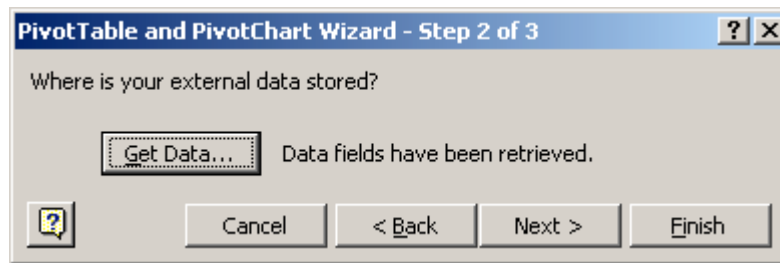 PivotTable and PivotChart Wizard - Step 2 of 3
Where is your external data stored?
Get Data... Data fields have been retrieved.
Cancel < Back Next > Finish